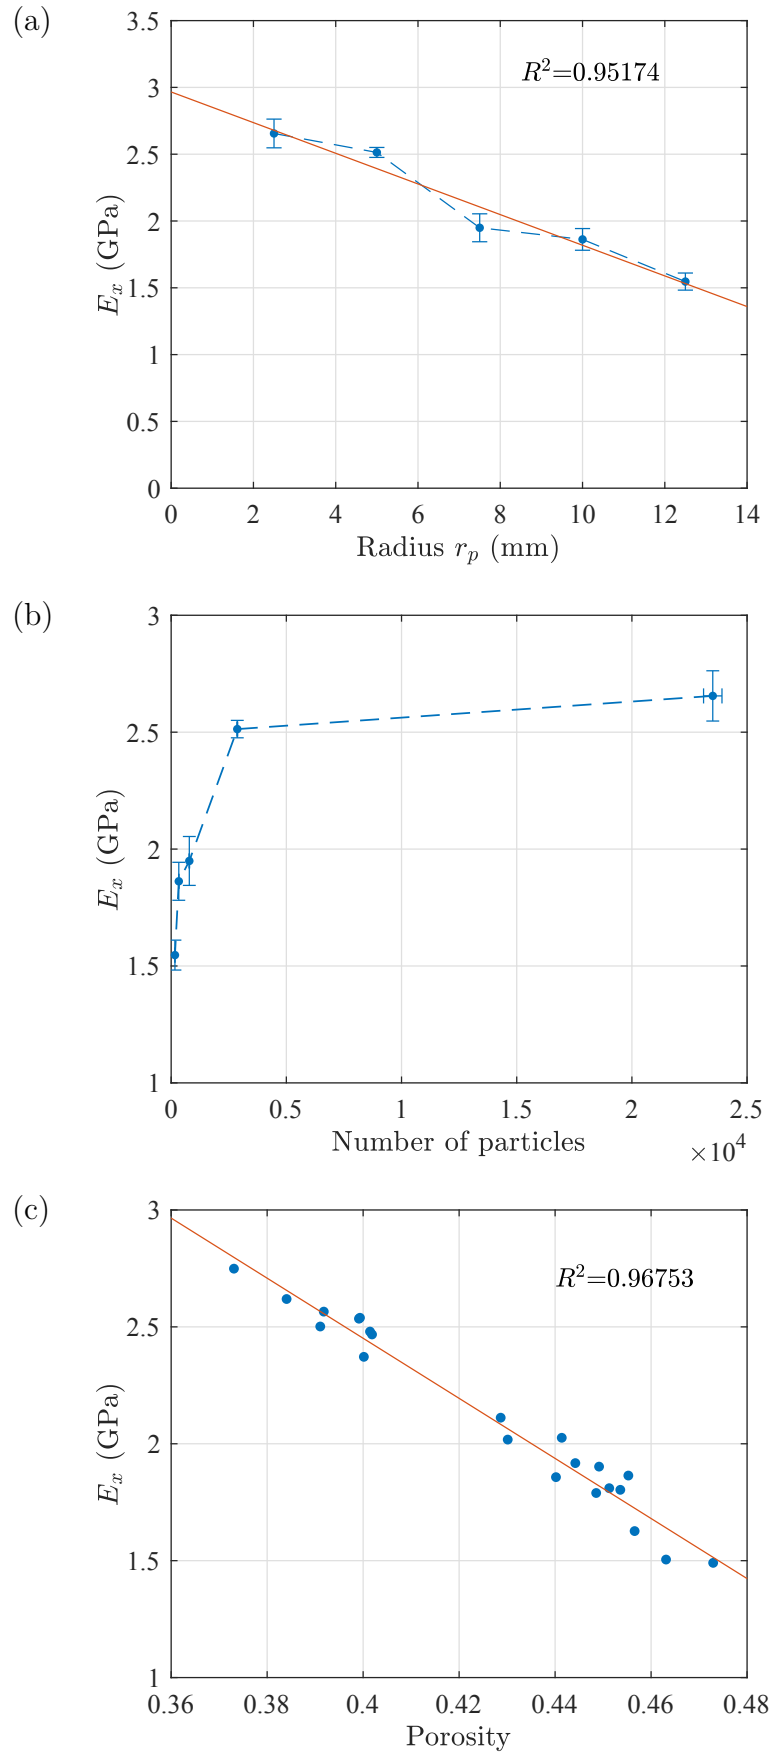 (a)
3.5
3
2.5
2
1.5
1
0.5
0
E_x (GPa)
R²=0.95174
0 2 4 6 8 10 12 14
Radius r_p (mm)
(b)
3
2.5
2
1.5
1
E_x (GPa)
0 0.5 1 1.5 2 2.5
Number of particles
×10⁴
(c)
3
2.5
2
1.5
1
E_x (GPa)
R²=0.96753
0.36 0.38 0.4 0.42 0.44 0.46 0.48
Porosity